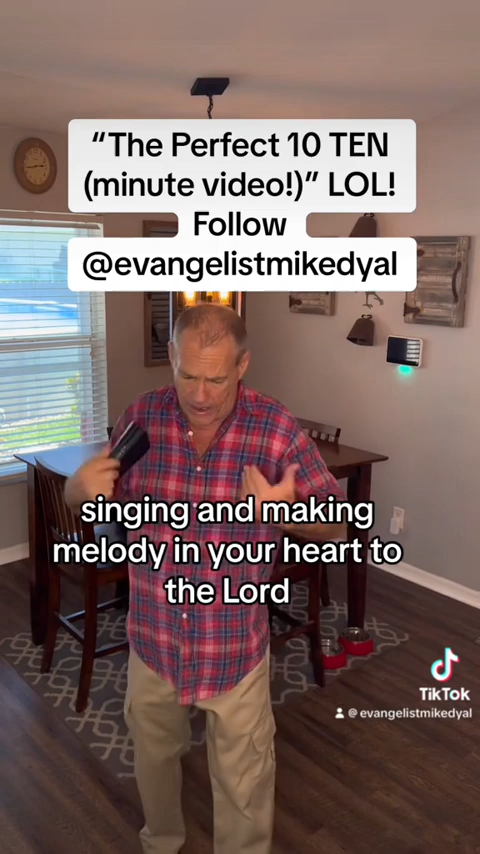 “The Perfect 10 TEN
(minute video!)” LOL!
Follow
@evangelistmikedyal
singing and making
melody in your heart to
the Lord
TikTok
@evangelistmikedyal